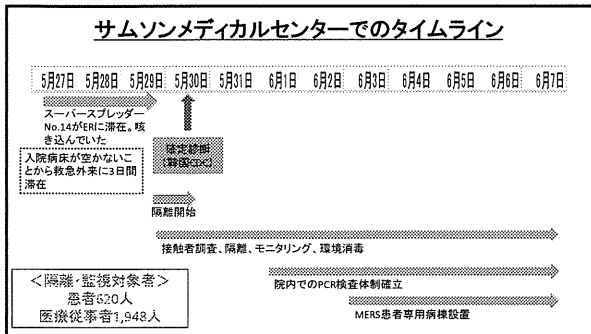 サムソンメディカルセンターでのタイムライン
5月27日 5月28日 5月29日 5月30日 5月31日 6月1日 6月2日 6月3日 6月4日 6月5日 6月6日 6月7日
スーパースプレッダー
No.14がERに滞在。咳
き込んでいた
入院病床が空かないこ
とから救急外来に3日間
滞在
確定診断
(韓国CDC)
隔離開始
接触者調査、隔離、モニタリング、環境消毒
院内でのPCR検査体制確立
MERS患者専用病棟設置
<隔離・監視対象者>
患者620人
医療従事者1,948人